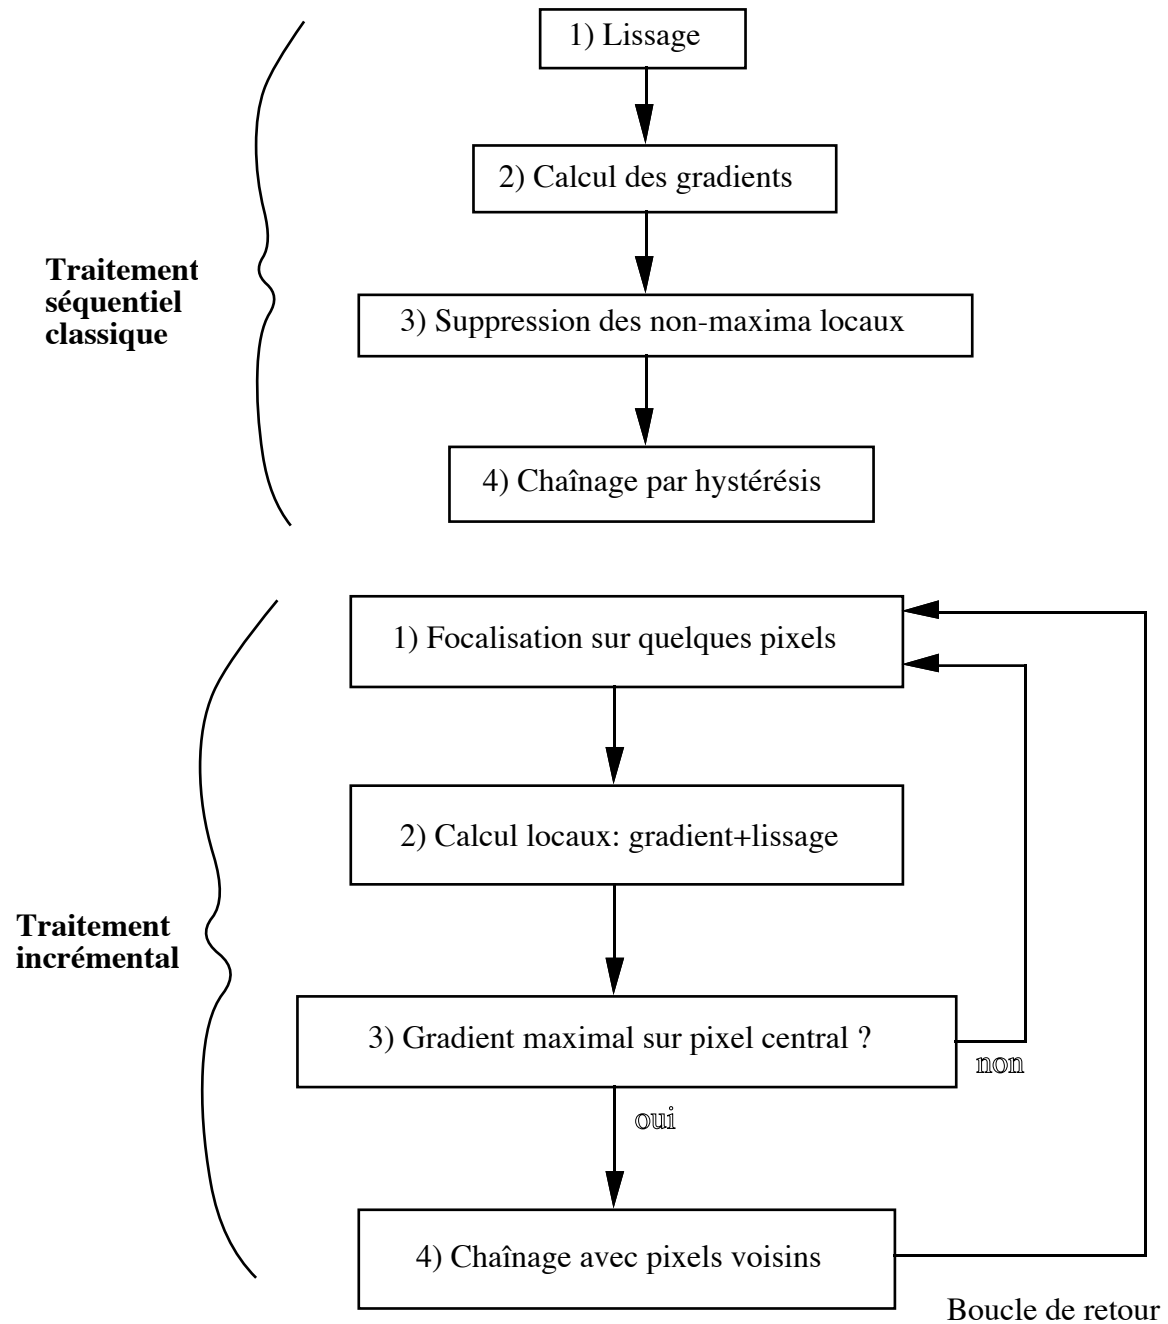 1) Lissage
2) Calcul des gradients
Traitement
séquentiel
classique
3) Suppression des non-maxima locaux
4) Chaînage par hystérésis
1) Focalisation sur quelques pixels
2) Calcul locaux: gradient+lissage
Traitement
incrémental
3) Gradient maximal sur pixel central ?
non
oui
4) Chaînage avec pixels voisins
Boucle de retour